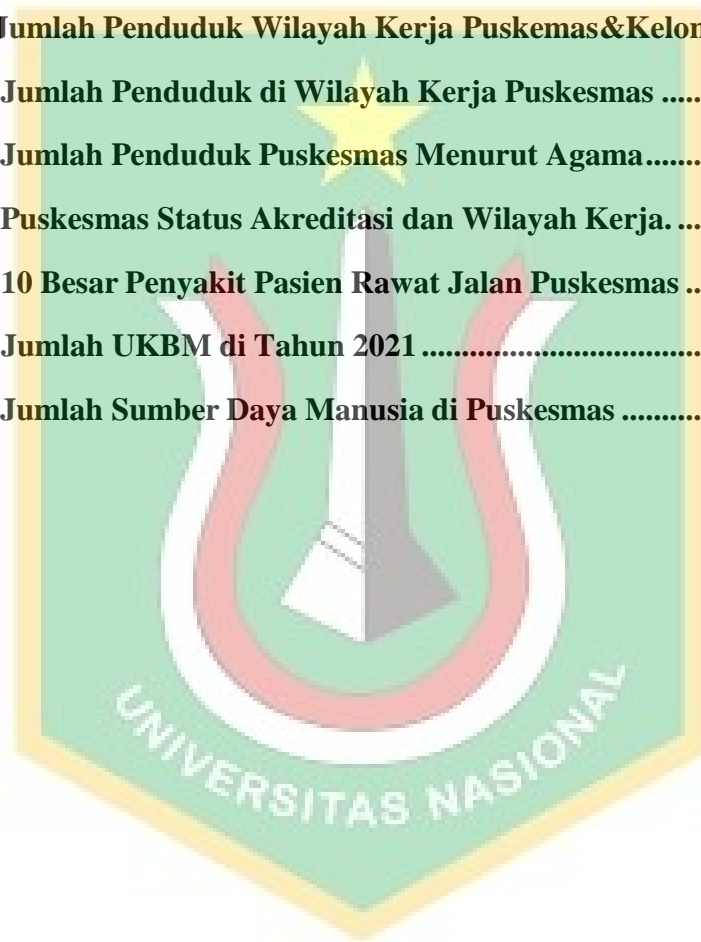 Jumlah Penduduk Wilayah Kerja Puskemas&Kelon
Jumlah Penduduk di Wilayah Kerja Puskesmas .....
Jumlah Penduduk Puskesmas Menurut Agama.......
Puskesmas Status Akreditasi dan Wilayah Kerja. ...
10 Besar Penyakit Pasien Rawat Jalan Puskesmas ..
Jumlah UKBM di Tahun 2021 ...................................
Jumlah Sumber Daya Manusia di Puskesmas ..........
UNIVERSITAS NASIONAL